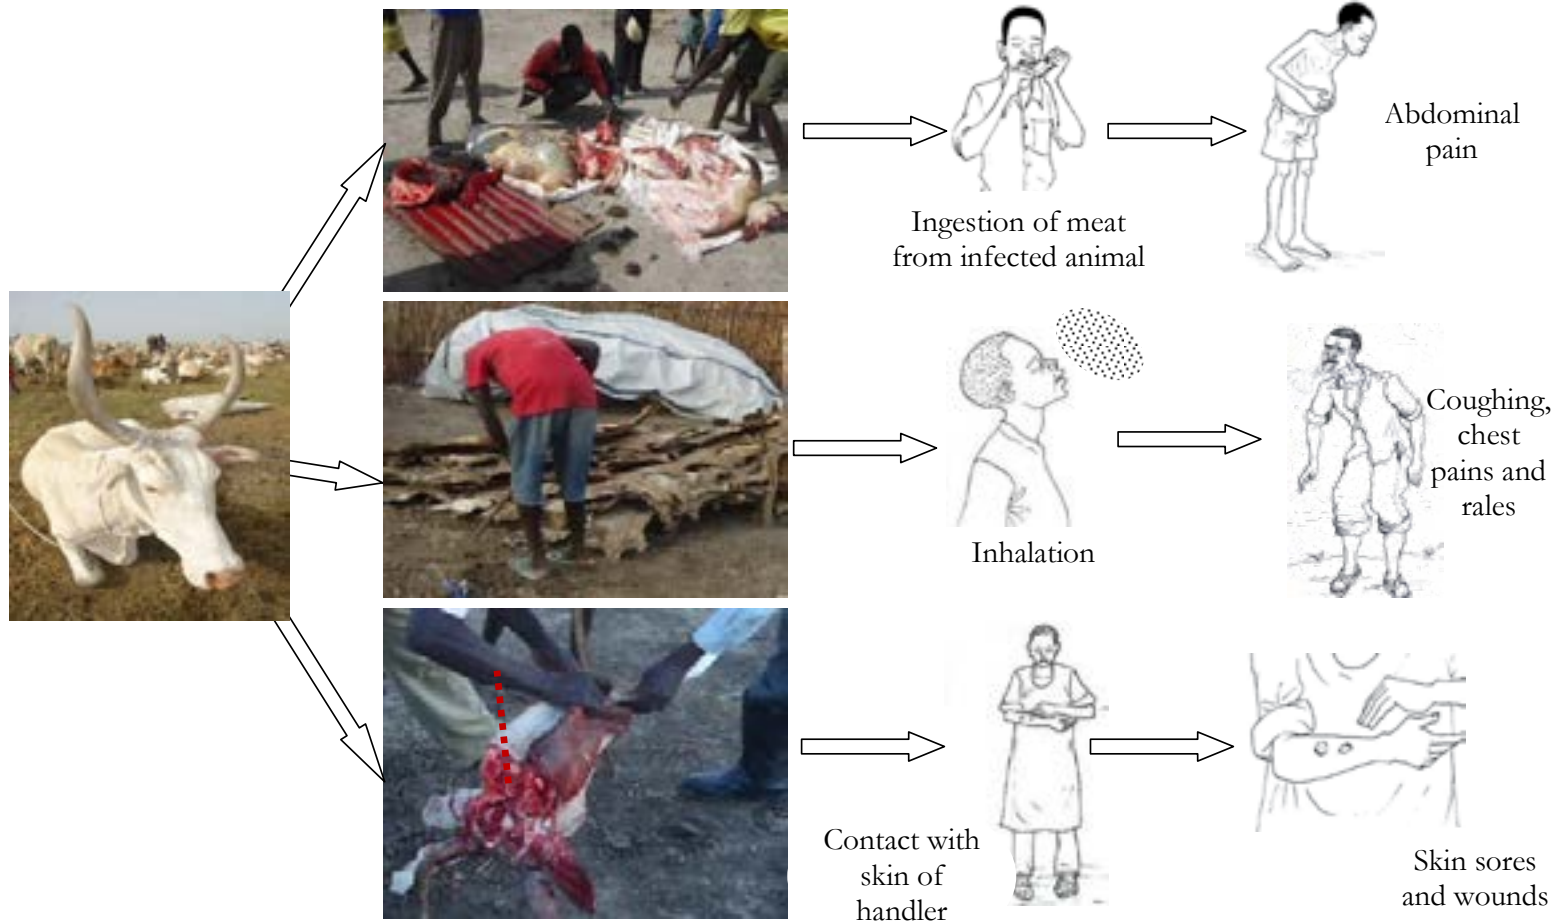 Abdominal
pain
Ingestion of meat
from infected animal
Coughing,
chest
pains and
rales
Inhalation
Contact with
skin of
handler
Skin sores
and wounds